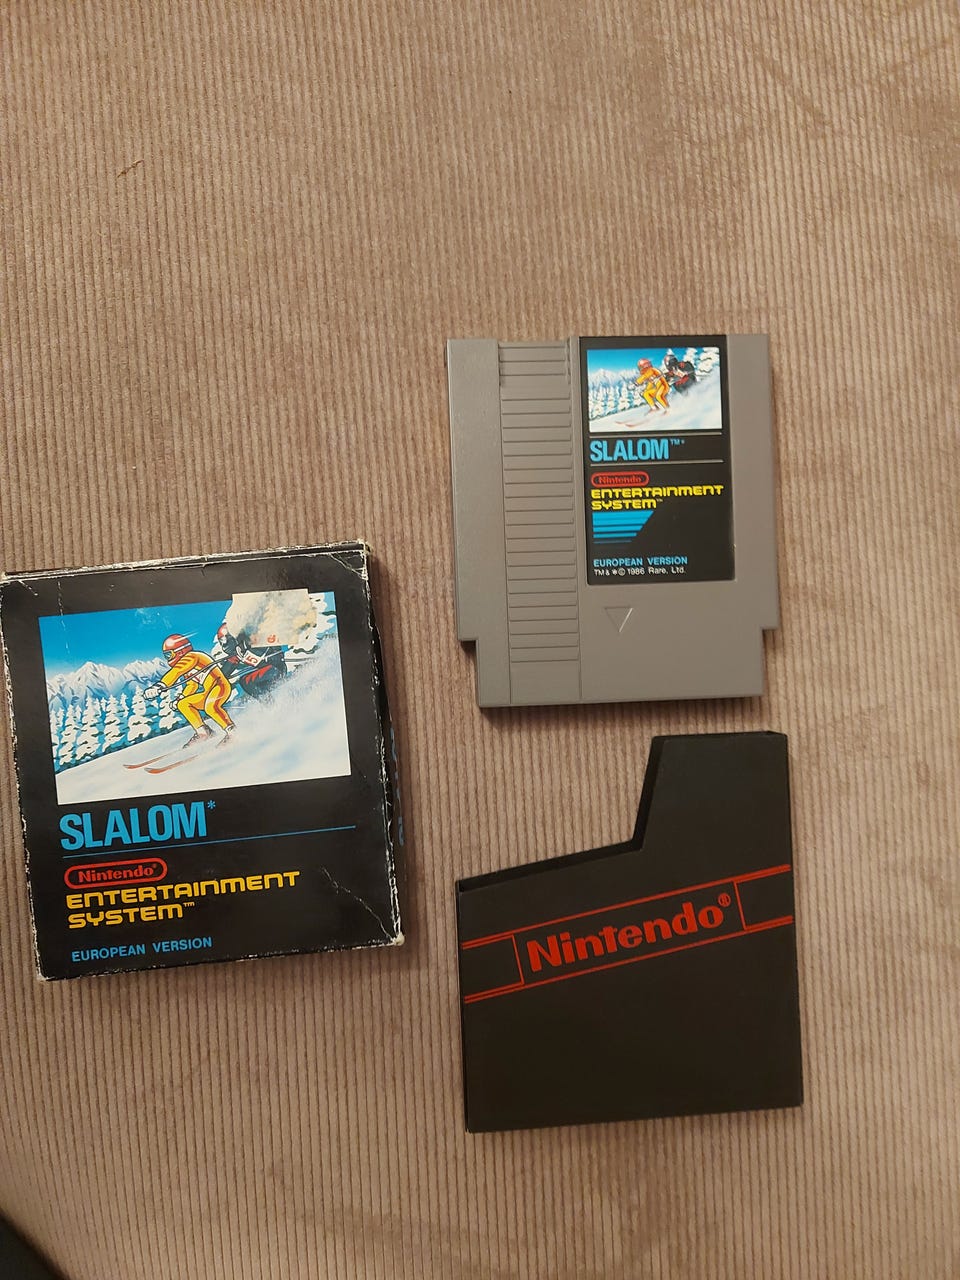 SLALOM*
Nintendo®
ENTERTAINMENT
SYSTEM™
EUROPEAN VERSION
SLALOM™*
Nintendo
ENTERTAINMENT
SYSTEM™
EUROPEAN VERSION
TM & *© 1986 Rare, Ltd.
Nintendo®